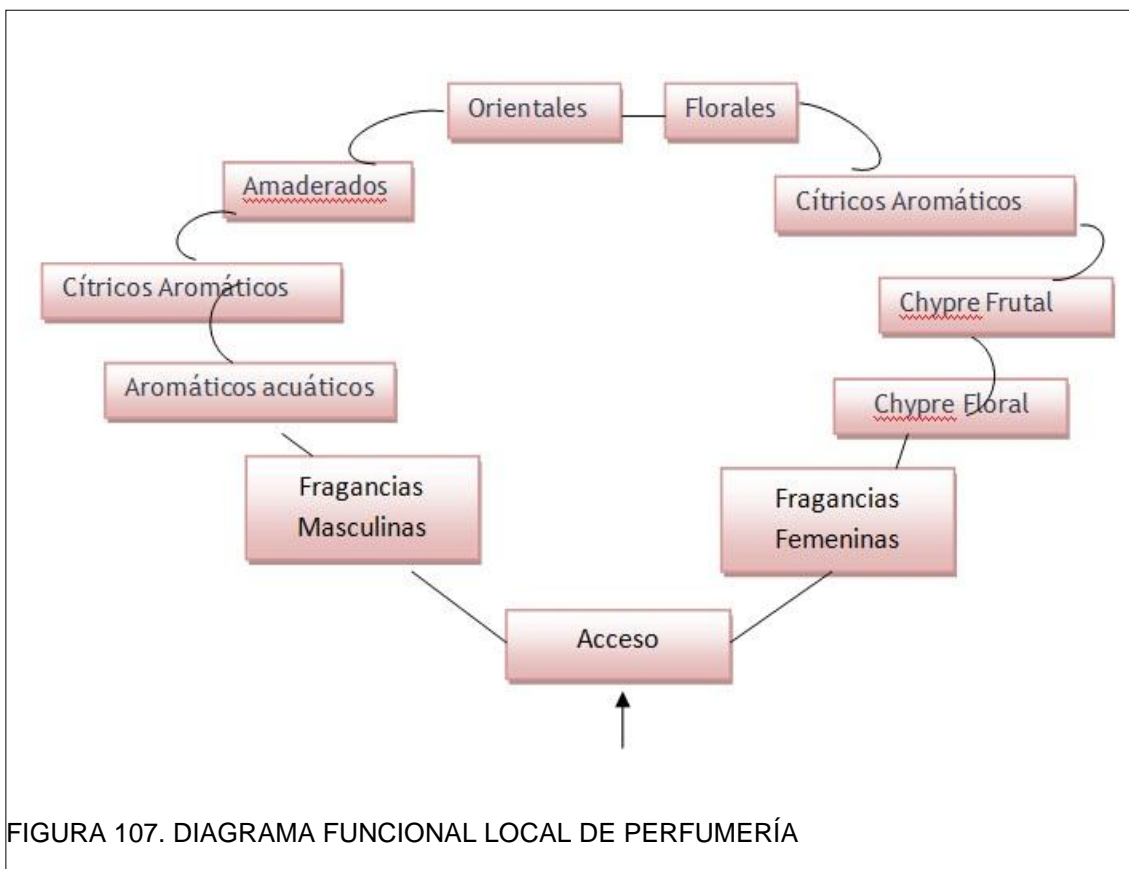 Orientales
Florales
Amaderados
Cítricos Aromáticos
Cítricos Aromáticos
Chypre Frutal
Aromáticos acuáticos
Chypre Floral
Fragancias
Masculinas
Fragancias
Femeninas
Acceso
FIGURA 107. DIAGRAMA FUNCIONAL LOCAL DE PERFUMERÍA